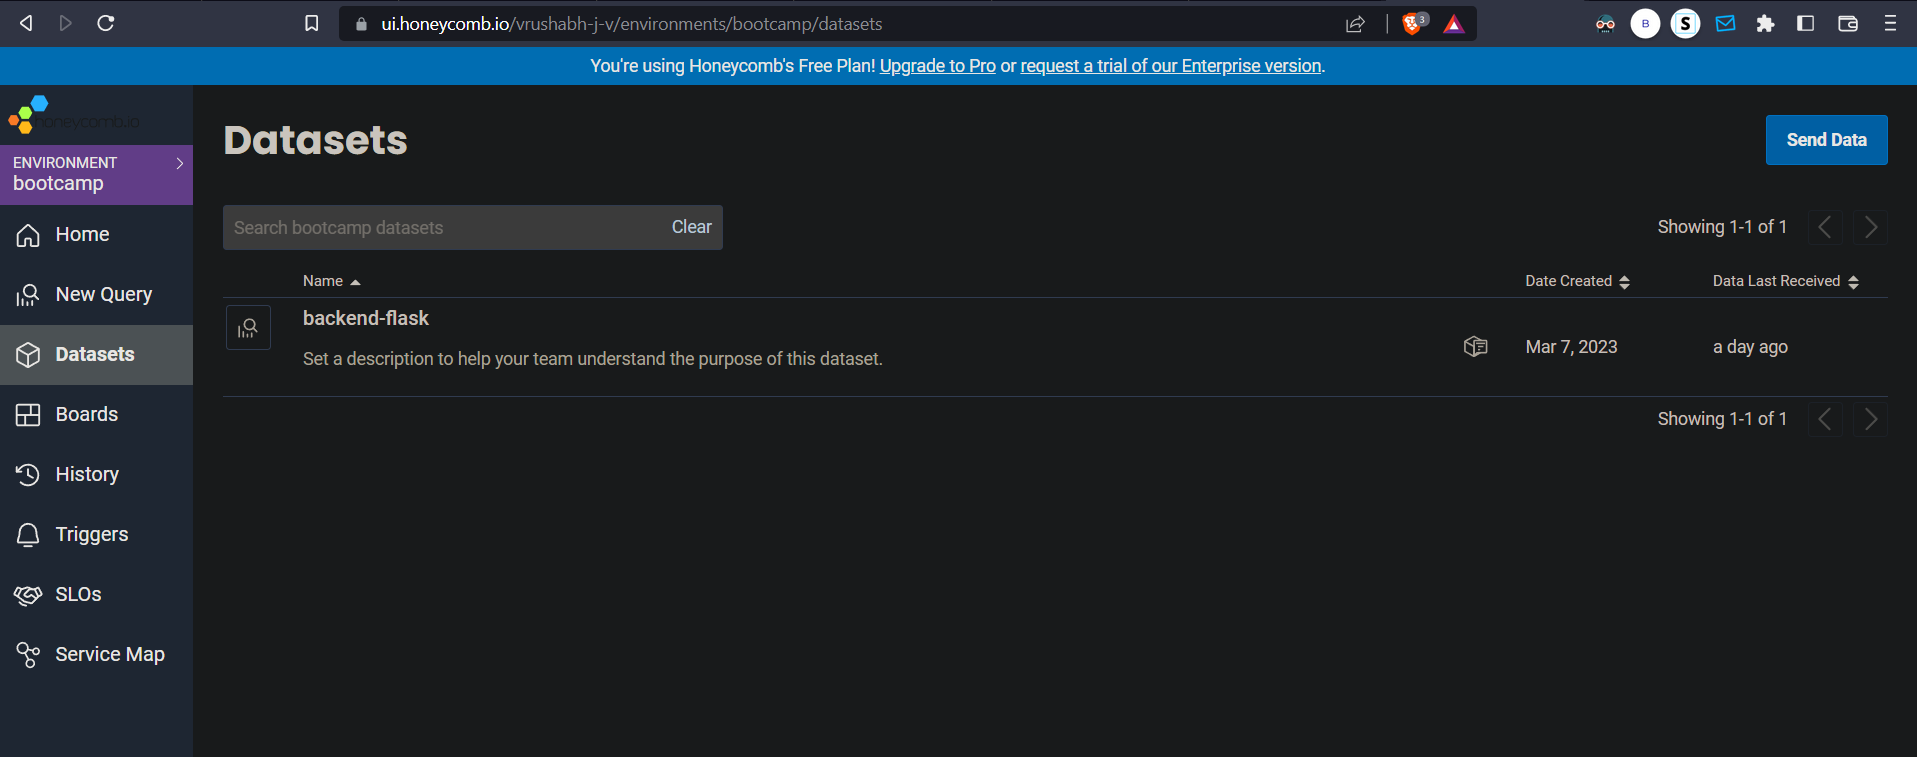 ui.honeycomb.io/vrushabh-j-v/environments/bootcamp/datasets
3
B
S
You're using Honeycomb's Free Plan! Upgrade to Pro or request a trial of our Enterprise version.
honeycomb.io
ENVIRONMENT
bootcamp
Home
New Query
Datasets
Boards
History
Triggers
SLOs
Service Map
Datasets
Send Data
Search bootcamp datasets
Clear
Showing 1-1 of 1
Name
Date Created
Data Last Received
backend-flask
Set a description to help your team understand the purpose of this dataset.
Mar 7, 2023
a day ago
Showing 1-1 of 1